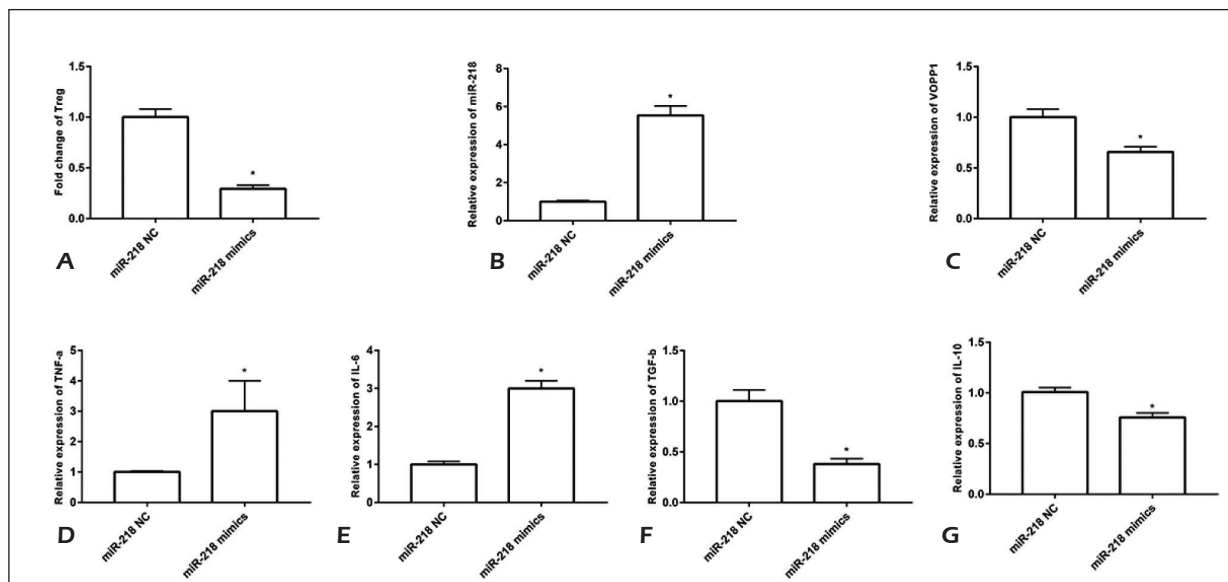 Fold change of Treg
1.5
1.0
0.5
0.0
*
miR-218 NC
miR-218 mimics
A
Relative expression of miR-218
8
6
4
2
0
*
miR-218 NC
miR-218 mimics
B
Relative expression of VOPP1
1.5
1.0
0.5
0.0
*
miR-218 NC
miR-218 mimics
C
Relative expression of TNF-a
5
4
3
2
1
0
*
miR-218 NC
miR-218 mimics
D
Relative expression of IL-6
4
3
2
1
0
*
miR-218 NC
miR-218 mimics
E
Relative expression of TGF-b
1.5
1.0
0.5
0.0
*
miR-218 NC
miR-218 mimics
F
Relative expression of IL-10
1.5
1.0
0.5
0.0
*
miR-218 NC
miR-218 mimics
G